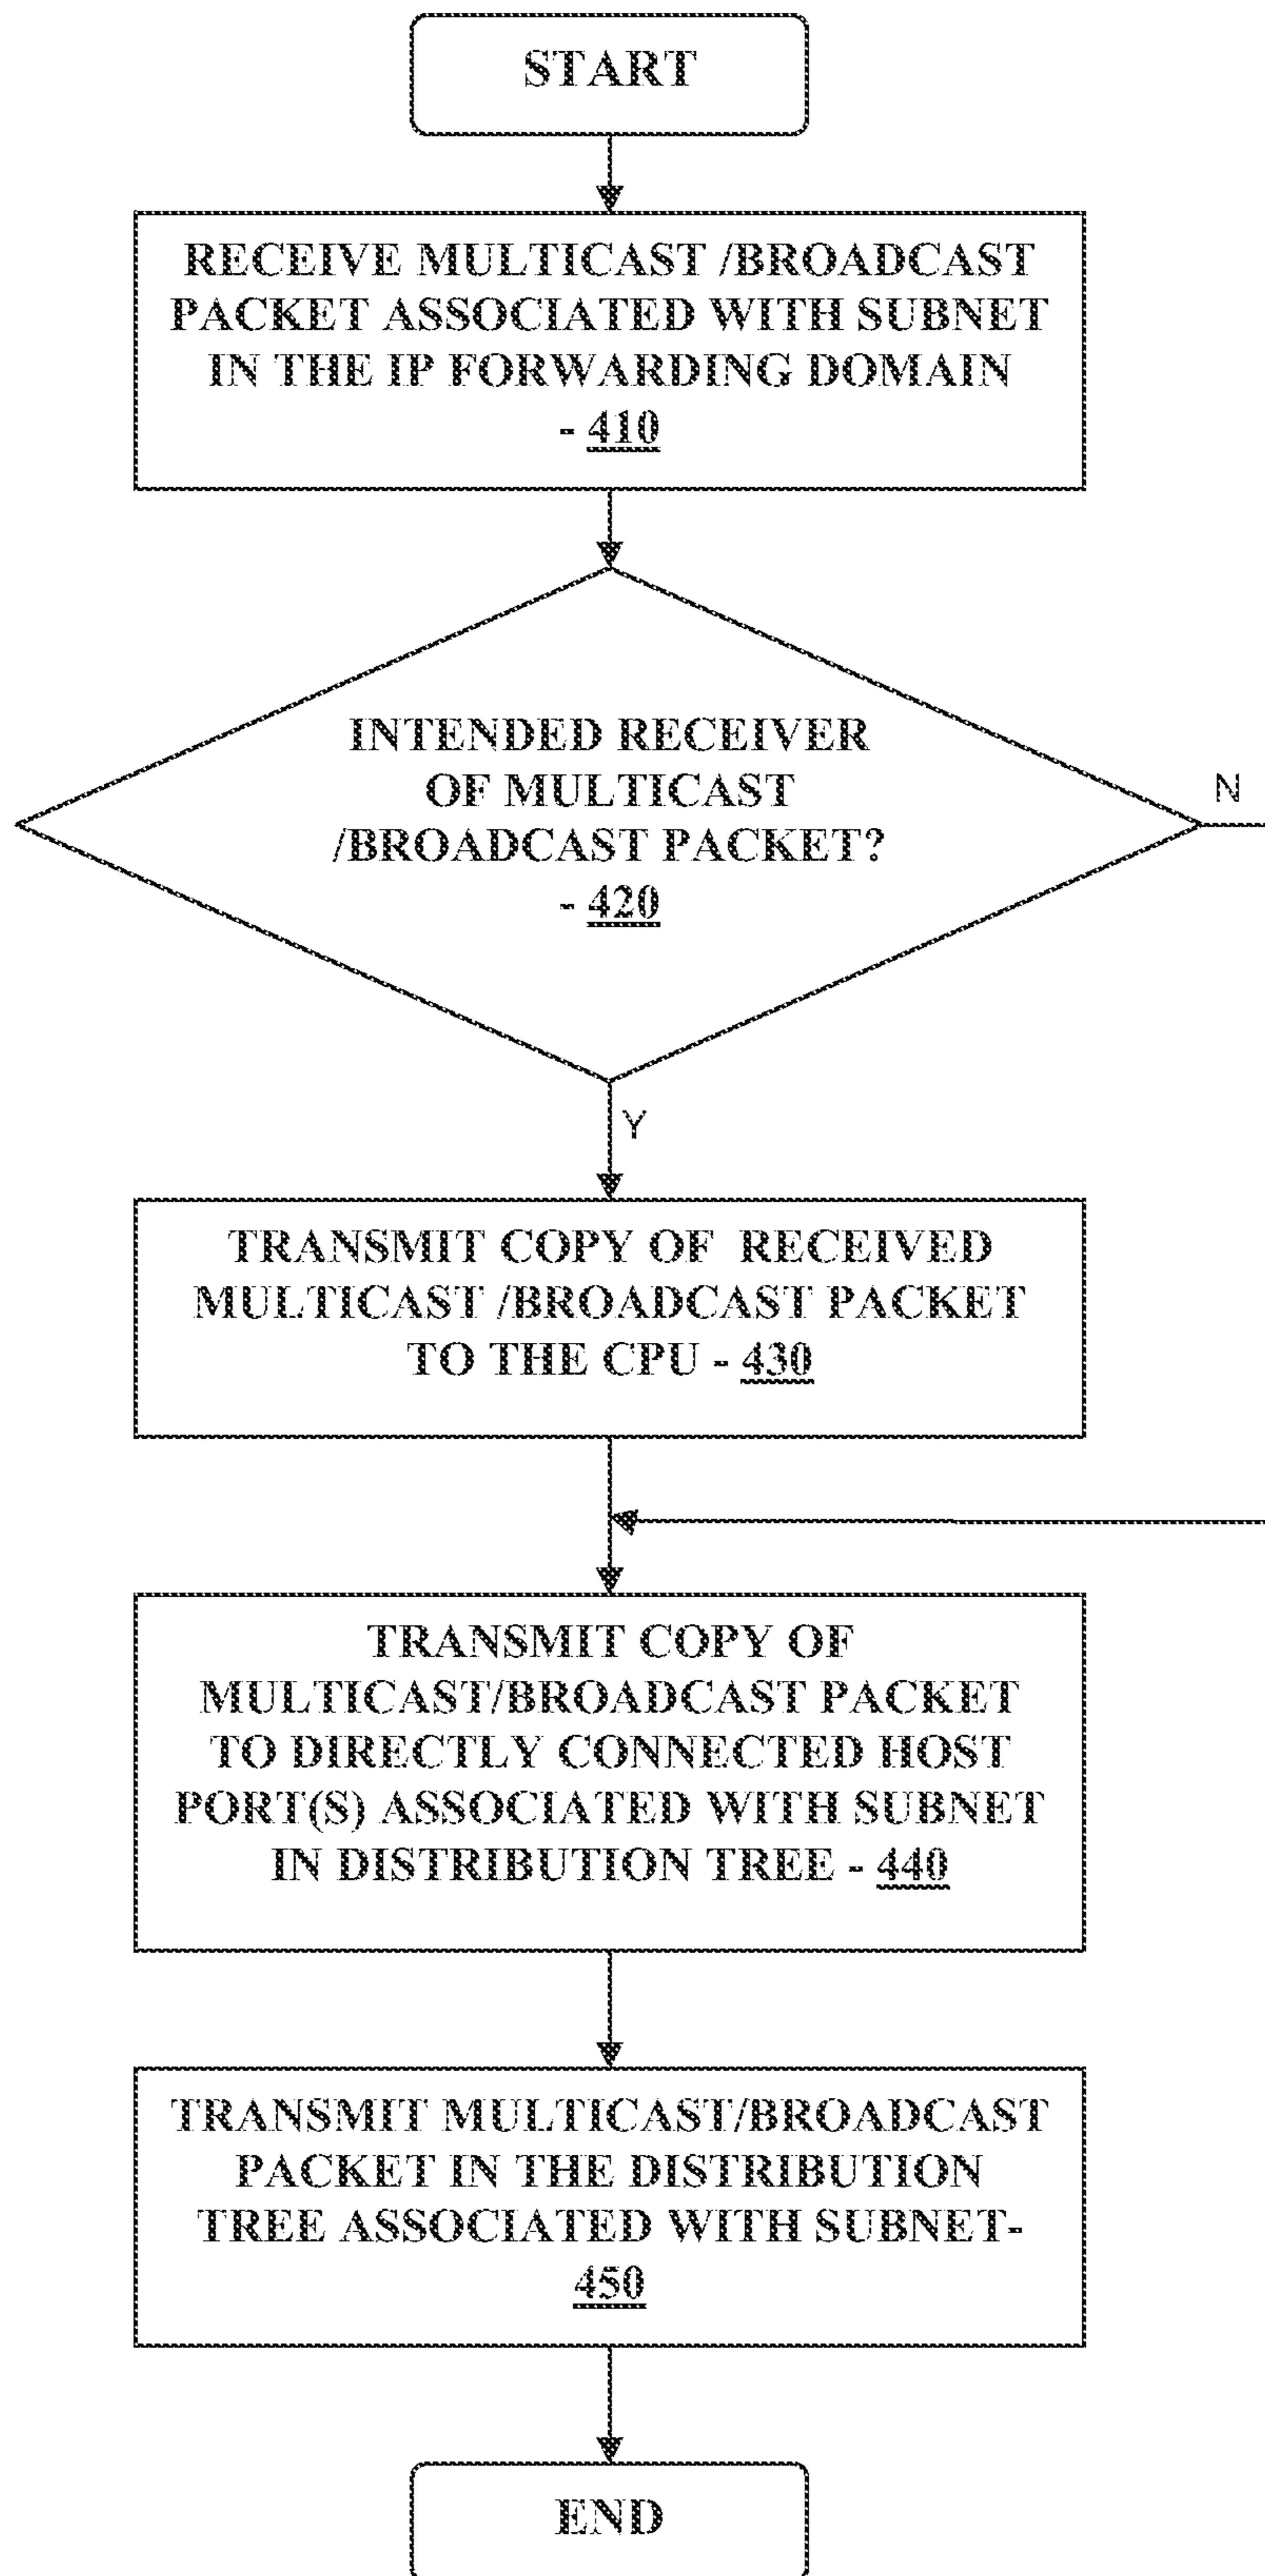 START
RECEIVE MULTICAST /BROADCAST
PACKET ASSOCIATED WITH SUBNET
IN THE IP FORWARDING DOMAIN
- 410
INTENDED RECEIVER
OF MULTICAST
/BROADCAST PACKET?
- 420
N
Y
TRANSMIT COPY OF RECEIVED
MULTICAST /BROADCAST PACKET
TO THE CPU - 430
TRANSMIT COPY OF
MULTICAST/BROADCAST PACKET
TO DIRECTLY CONNECTED HOST
PORT(S) ASSOCIATED WITH SUBNET
IN DISTRIBUTION TREE - 440
TRANSMIT MULTICAST/BROADCAST
PACKET IN THE DISTRIBUTION
TREE ASSOCIATED WITH SUBNET-
450
END